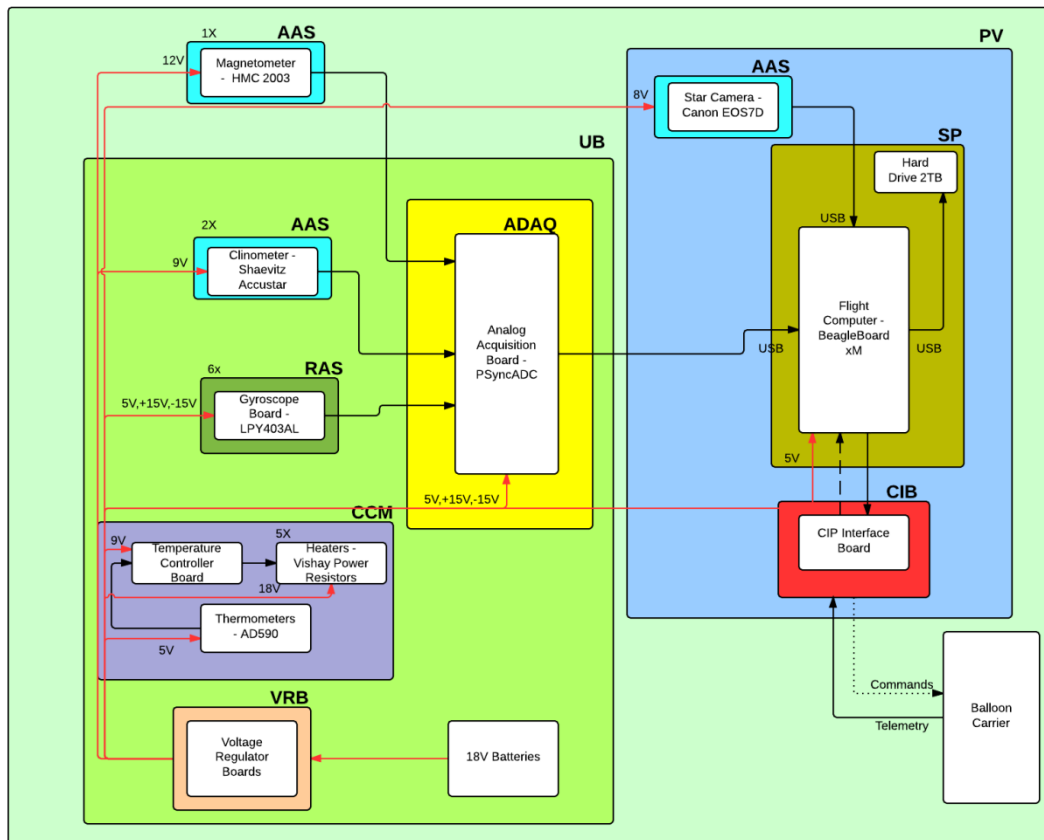 1X
AAS
12V
Magnetometer
- HMC 2003
PV
AAS
8V
Star Camera -
Canon EOS7D
UB
SP
Hard
Drive 2TB
USB
2X
AAS
9V
Clinometer -
Shaevitz
Accustar
ADAQ
Analog
Acquisition
Board -
PSyncADC
USB
Flight
Computer -
BeagleBoard
xM
USB
6x
RAS
5V,+15V,-15V
Gyroscope
Board -
LPY403AL
5V,+15V,-15V
5V
CIB
CIP Interface
Board
CCM
9V
Temperature
Controller
Board
5X
Heaters -
Vishay Power
Resistors
18V
Thermometers
- AD590
5V
VRB
Voltage
Regulator
Boards
18V Batteries
Commands
Telemetry
Balloon
Carrier